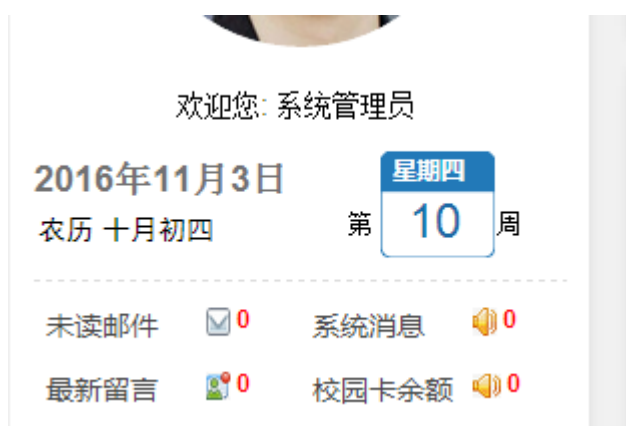 欢迎您: 系统管理员
2016年11月3日
农历 十月初四
星期四
第 10 周
未读邮件 0 系统消息 0
最新留言 0 校园卡余额 0